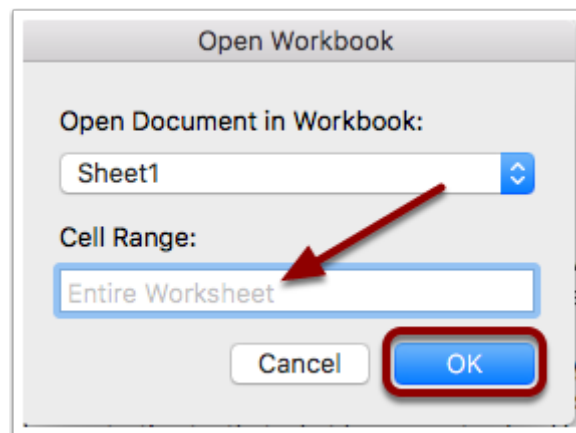 Open Workbook
Open Document in Workbook:
Sheet1
Cell Range:
Entire Worksheet
Cancel OK